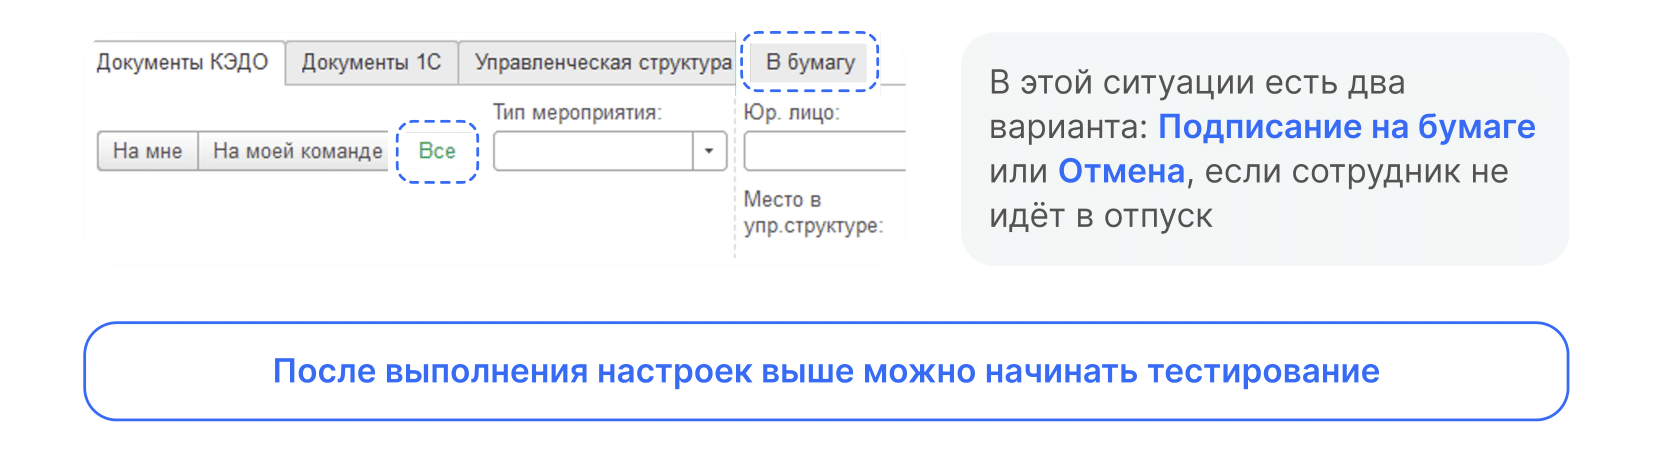 Документы КЭДО Документы 1С Управленческая структура В бумагу
Тип мероприятия: Юр. лицо:
На мне На моей команде Все
Место в
упр.структуре:
В этой ситуации есть два
варианта: Подписание на бумаге
или Отмена, если сотрудник не
идёт в отпуск
После выполнения настроек выше можно начинать тестирование